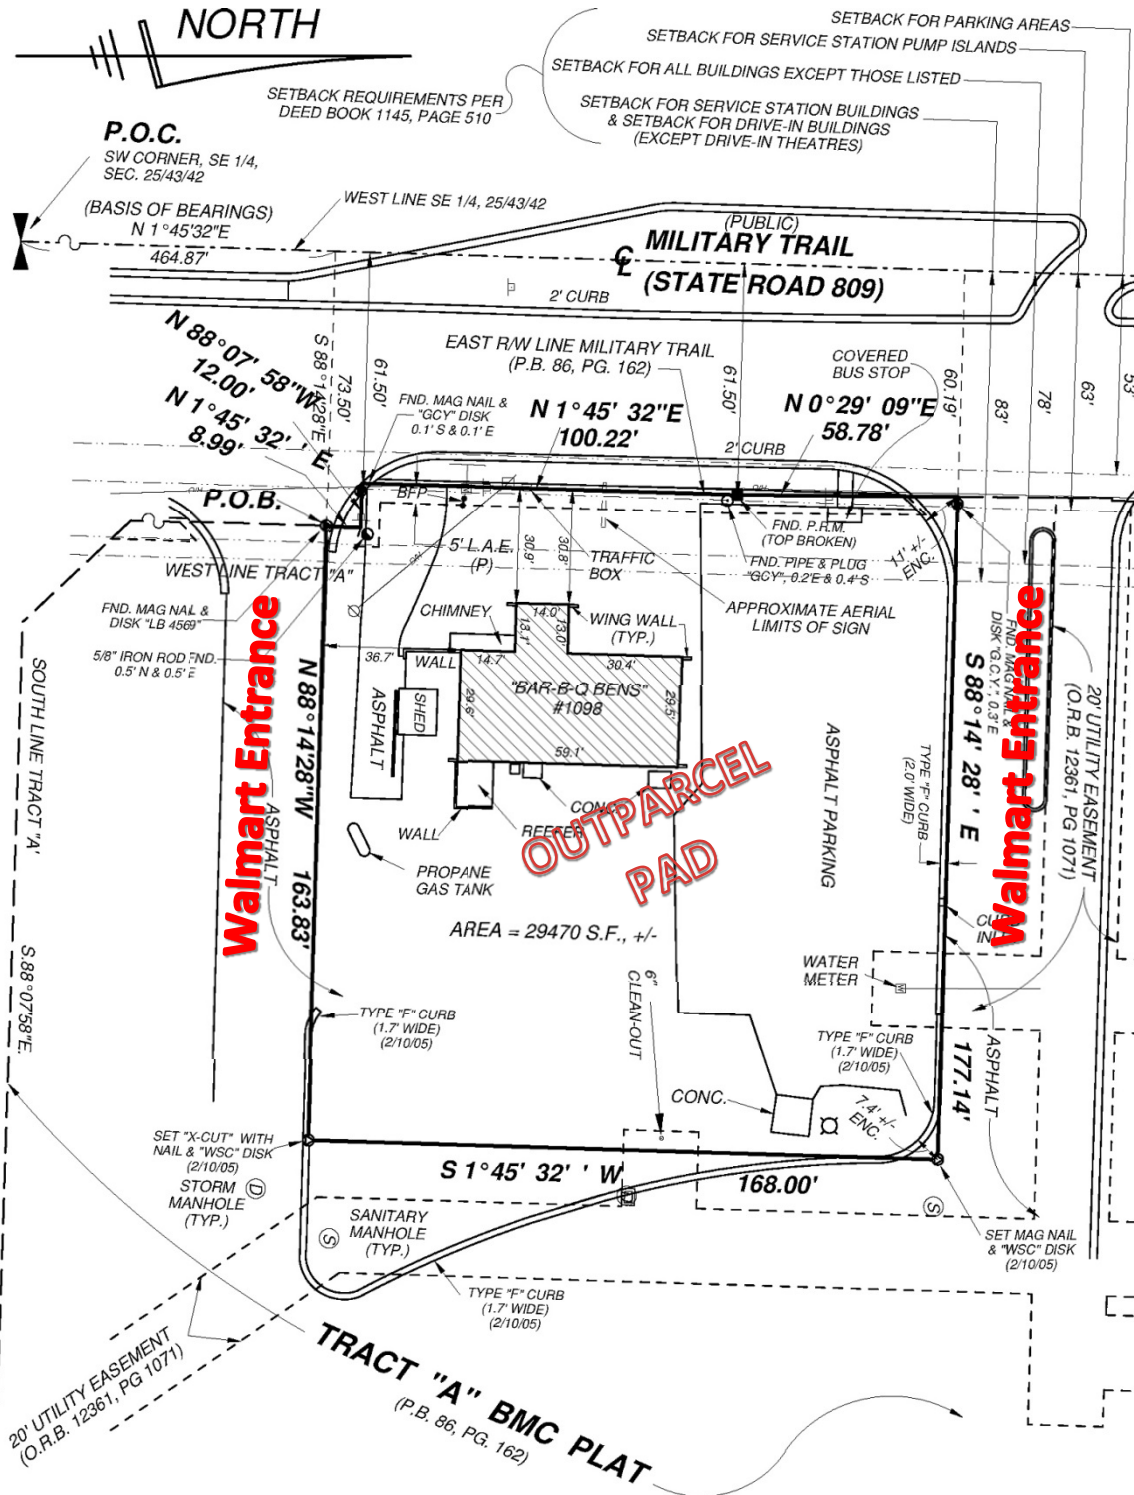 NORTH
SETBACK FOR PARKING AREAS
SETBACK FOR SERVICE STATION PUMP ISLANDS
SETBACK FOR ALL BUILDINGS EXCEPT THOSE LISTED
SETBACK REQUIREMENTS PER
DEED BOOK 1145, PAGE 510
SETBACK FOR SERVICE STATION BUILDINGS
& SETBACK FOR DRIVE-IN BUILDINGS
(EXCEPT DRIVE-IN THEATRES)
P.O.C.
SW CORNER, SE 1/4,
SEC. 25/43/42
(BASIS OF BEARINGS)
N 1°45'32"E
464.87'
WEST LINE SE 1/4, 25/43/42
(PUBLIC)
MILITARY TRAIL
(STATE ROAD 809)
2' CURB
N 88°07' 58"W
12.00'
N 1°45' 32' ' E
8.99'
S 88°14'28"E
73.50'
61.50'
EAST R/W LINE MILITARY TRAIL
(P.B. 86, PG. 162)
61.50'
COVERED
BUS STOP
60.19'
83'
78'
63'
53'
FND. MAG NAIL &
"GCY" DISK
0.1' S & 0.1' E
N 1°45' 32"E
100.22'
N 0°29' 09"E
58.78'
2' CURB
P.O.B.
BFP
FND. P.R.M.
(TOP BROKEN)
5' L.A.E.
(P)
30.9'
30.8'
TRAFFIC
BOX
FND. PIPE & PLUG
"GCY", 0.2'E & 0.4' S
11' +/-
ENC.
WEST LINE TRACT "A"
FND. MAG NAIL &
DISK "LB 4569"
CHIMNEY
14.0'
13.1'
13.0'
WING WALL
(TYP.)
APPROXIMATE AERIAL
LIMITS OF SIGN
5/8" IRON ROD FND.
0.5' N & 0.5' E
36.7'
WALL
14.7'
30.4'
"BAR-B-Q BENS"
#1098
29.6'
29.5'
59.1'
SHED
ASPHALT
FND. MAG NAIL &
DISK "G.C.Y.", 0.3' E
SOUTH LINE TRACT "A'
S.88°07'58"E.
Walmart Entrance
N 88°14'28"W 163.83'
ASPHALT
ASPHALT PARKING
TYPE "F" CURB
(2.0' WIDE)
S 88°14' 28' ' E
177.14'
Walmart Entrance
20' UTILITY EASEMENT
(O.R.B. 12361, PG 1071)
CONC.
WALL
REEFER
OUTPARCEL
PAD
PROPANE
GAS TANK
AREA = 29470 S.F., +/-
6"
CLEAN-OUT
WATER
METER
W
TYPE "F" CURB
(1.7' WIDE)
(2/10/05)
TYPE "F" CURB
(1.7' WIDE)
(2/10/05)
ASPHALT
CONC.
7.4' +/-
ENC.
SET "X-CUT" WITH
NAIL & "WSC" DISK
(2/10/05)
S 1°45' 32' ' W
168.00'
STORM
MANHOLE
(TYP.)
D
SANITARY
MANHOLE
(TYP.)
S
D
S
SET MAG NAIL
& "WSC" DISK
(2/10/05)
TYPE "F" CURB
(1.7' WIDE)
(2/10/05)
20' UTILITY EASEMENT
(O.R.B. 12361, PG 1071)
TRACT "A" BMC PLAT
(P.B. 86, PG. 162)